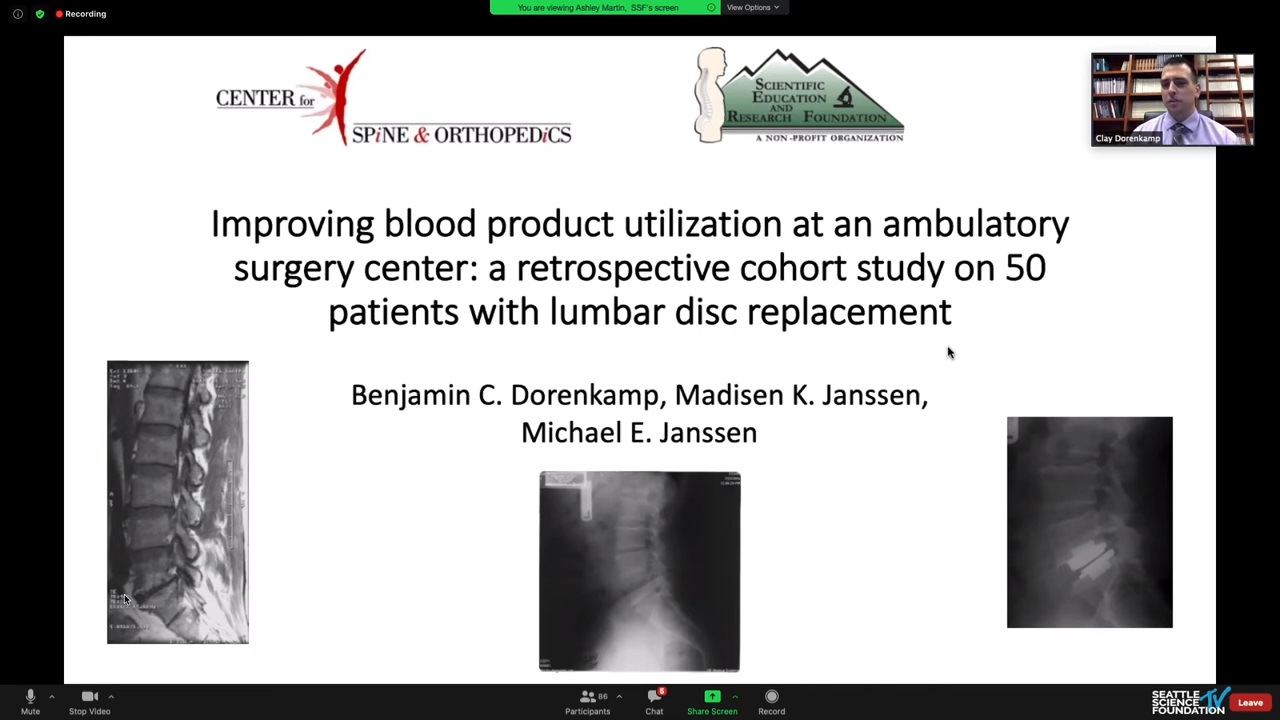 Recording
You are viewing Ashley Martin, SSF's screen
View Options
CENTER for
SPiNE & ORTHOPEDiCS
SCIENTIFIC
EDUCATION
AND
RESEARCH FOUNDATION
A NON-PROFIT ORGANIZATION
Clay Dorenkamp
Improving blood product utilization at an ambulatory
surgery center: a retrospective cohort study on 50
patients with lumbar disc replacement
Benjamin C. Dorenkamp, Madisen K. Janssen,
Michael E. Janssen
Mute
Stop Video
86
Participants
5
Chat
Share Screen
Record
SEATTLE
SCIENCE
FOUNDATION
TV
Leave